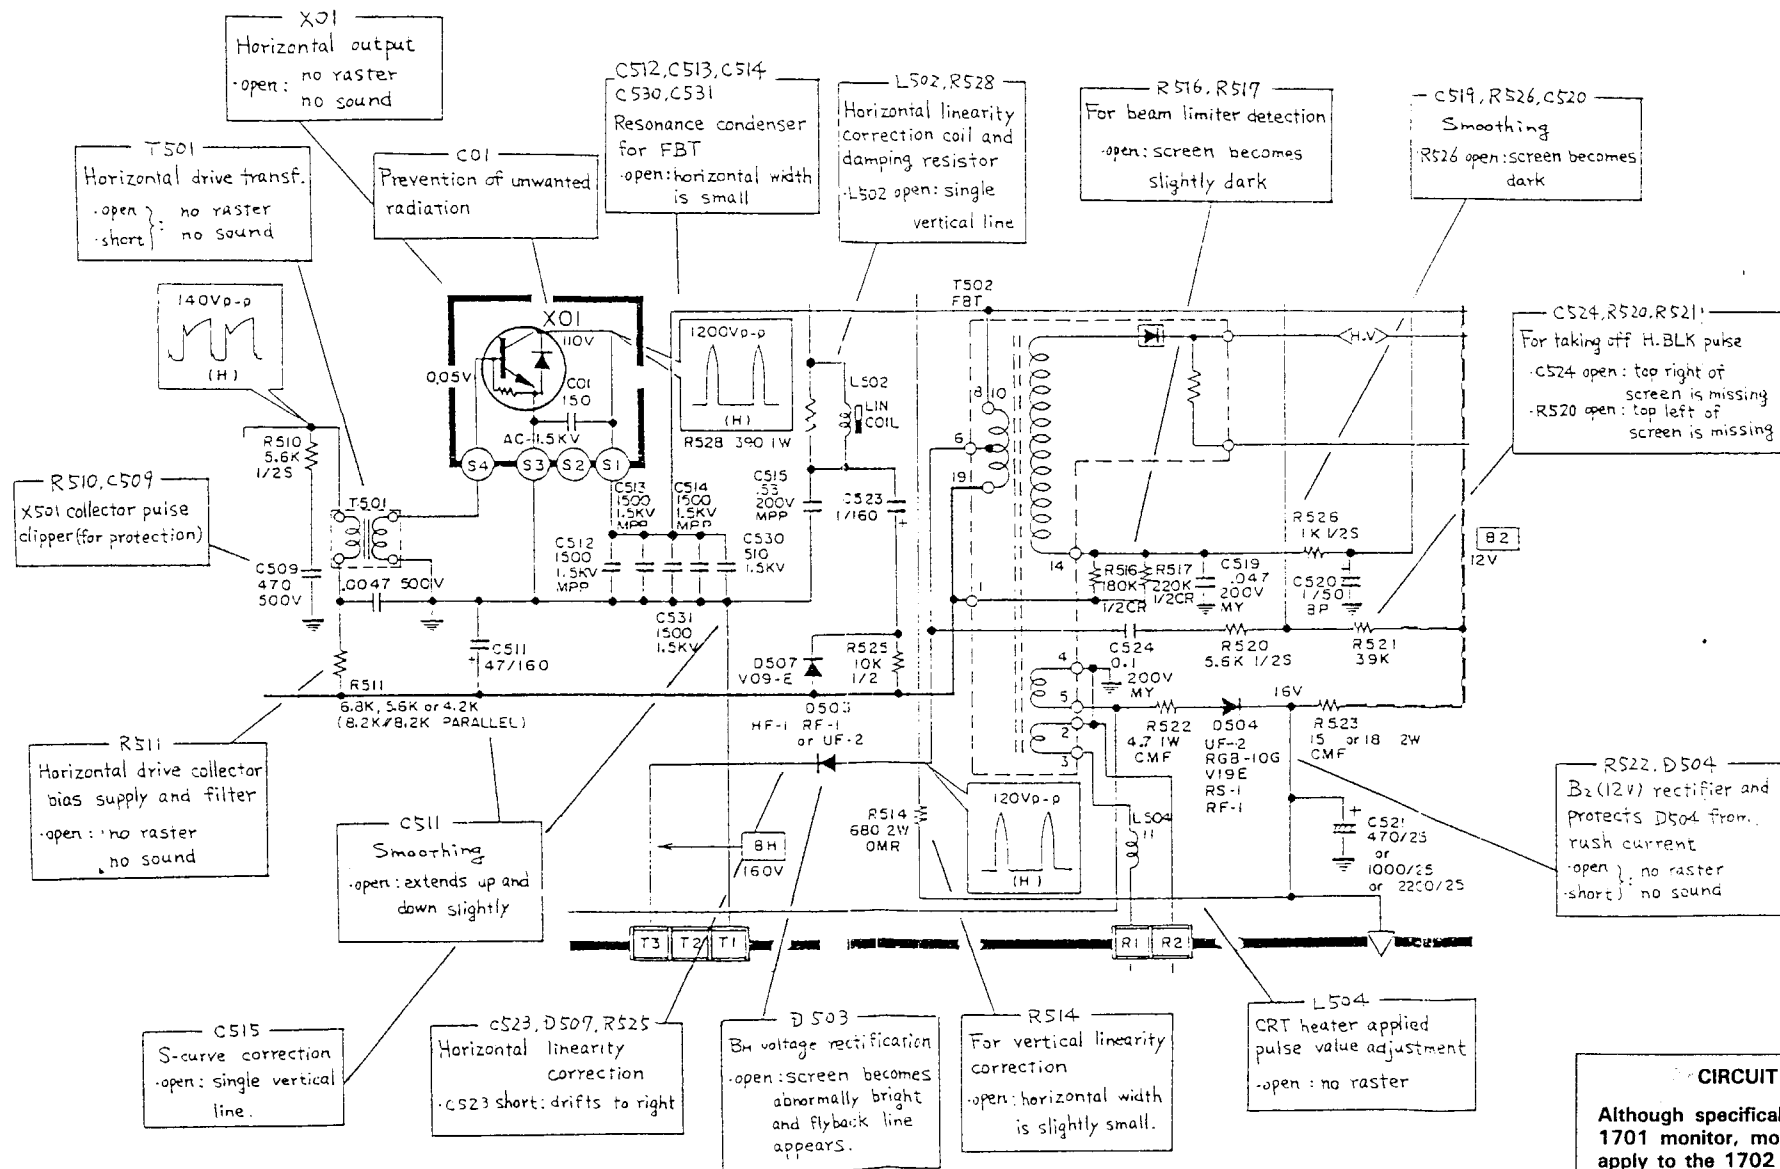 X01
Horizontal output
·open: no raster
no sound
C512, C513, C514
C530, C531
Resonance condenser
for FBT
·open: horizontal width
is small
L502, R528
Horizontal linearity
correction coil and
damping resistor
·L502 open: single
vertical line
R516, R517
For beam limiter detection
·open: screen becomes
slightly dark
C519, R526, C520
Smoothing
·R526 open: screen becomes
dark
T501
Horizontal drive transf.
·open
·short
: no raster
no sound
C01
Prevention of unwanted
radiation
140Vp-p
(H)
X01
110V
0.05V
C01
150
AC-1.5KV
S4
S3
S2
S1
1200Vp-p
(H)
R528 390 1W
L502
LIN
COIL
T502
FBT
8
10
6
19
1
14
4
5
2
3
H.V
C524, R520, R521
For taking off H.BLK pulse
·C524 open: top right of
screen is missing
·R520 open: top left of
screen is missing
R510
5.6K
1/2S
R510, C509
X501 collector pulse
clipper (for protection)
T501
C509
470
500V
.0047 500V
C513
1500
1.5KV
MPP
C514
1500
1.5KV
MPP
C512
1500
1.5KV
MPP
C530
510
1.5KV
C531
1500
1.5KV
C515
.53
200V
MPP
C523
1/160
R526
1K 1/2S
B2
12V
R516
180K
1/2CR
R517
220K
1/2CR
C519
.047
200V
MY
C520
1/50
BP
C511
47/160
D507
V09-E
R525
10K
1/2
C524
0.1
200V
MY
R520
5.6K 1/2S
R521
39K
R511
6.8K, 5.6K or 4.2K
(8.2K//8.2K PARALLEL)
D503
HF-1 RF-1
or UF-2
16V
R522
4.7 1W
CMF
D504
UF-2
RGB-10G
V19E
RS-1
RF-1
R523
15 or 18 2W
CMF
R511
Horizontal drive collector
bias supply and filter
·open: no raster
no sound
C511
Smoothing
·open: extends up and
down slightly
BH
160V
R514
680 2W
OMR
120Vp-p
(H)
L504
11
C521
470/25
or
1000/25
or 2200/25
R522, D504
B2 (12V) rectifier and
protects D504 from
rush current
·open
·short
: no raster
no sound
T3
T2
T1
R1
R2
C515
S-curve correction
·open: single vertical
line.
C523, D507, R525
Horizontal linearity
correction
·C523 short: drifts to right
D503
BH voltage rectification
·open: screen becomes
abnormally bright
and flyback line
appears.
R514
For vertical linearity
correction
·open: horizontal width
is slightly small.
L504
CRT heater applied
pulse value adjustment
·open: no raster
CIRCUIT
Although specifical
1701 monitor, mo
apply to the 1702